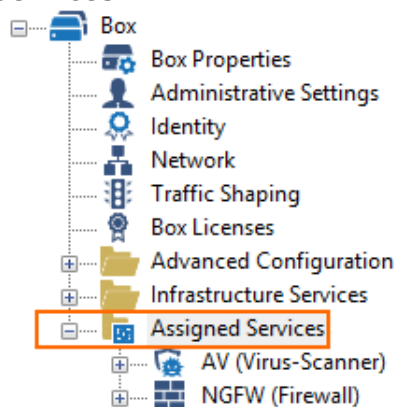 Box
Box Properties
Administrative Settings
Identity
Network
Traffic Shaping
Box Licenses
Advanced Configuration
Infrastructure Services
Assigned Services
AV (Virus-Scanner)
NGFW (Firewall)